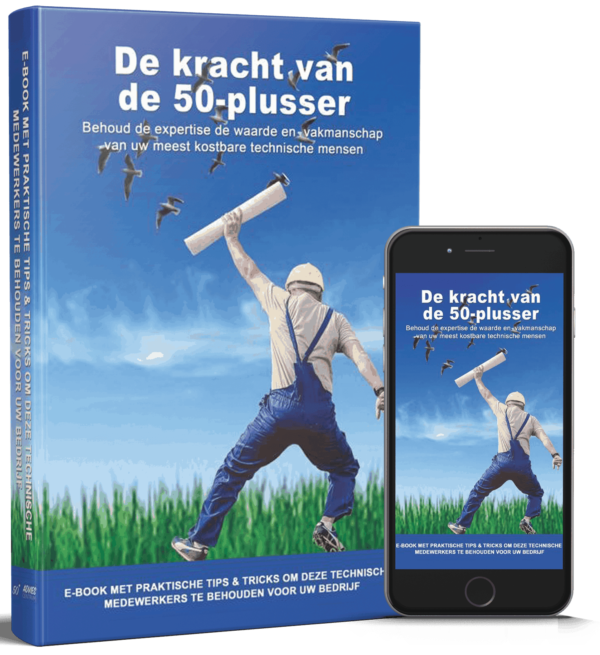 De kracht van
de 50-plusser
Behoud de expertise de waarde en vakmanschap
van uw meest kostbare technische mensen
E-BOOK MET PRAKTISCHE TIPS & TRICKS OM DEZE TECHNISCH
MEDEWERKERS TE BEHOUDEN VOOR UW BEDRIJF
E-BOOK MET PRAKTISCHE TIPS & TRICKS OM DEZE TECHNISCHE
MEDEWERKERS TE BEHOUDEN VOOR UW BEDRIJF
De kracht van
de 50-plusser
Behoud de expertise de waarde en vakmanschap
van uw meest kostbare technische mensen
E-BOOK MET PRAKTISCHE TIPS & TRICKS OM DEZE TECHNISCHE
MEDEWERKERS TE BEHOUDEN VOOR UW BEDRIJF